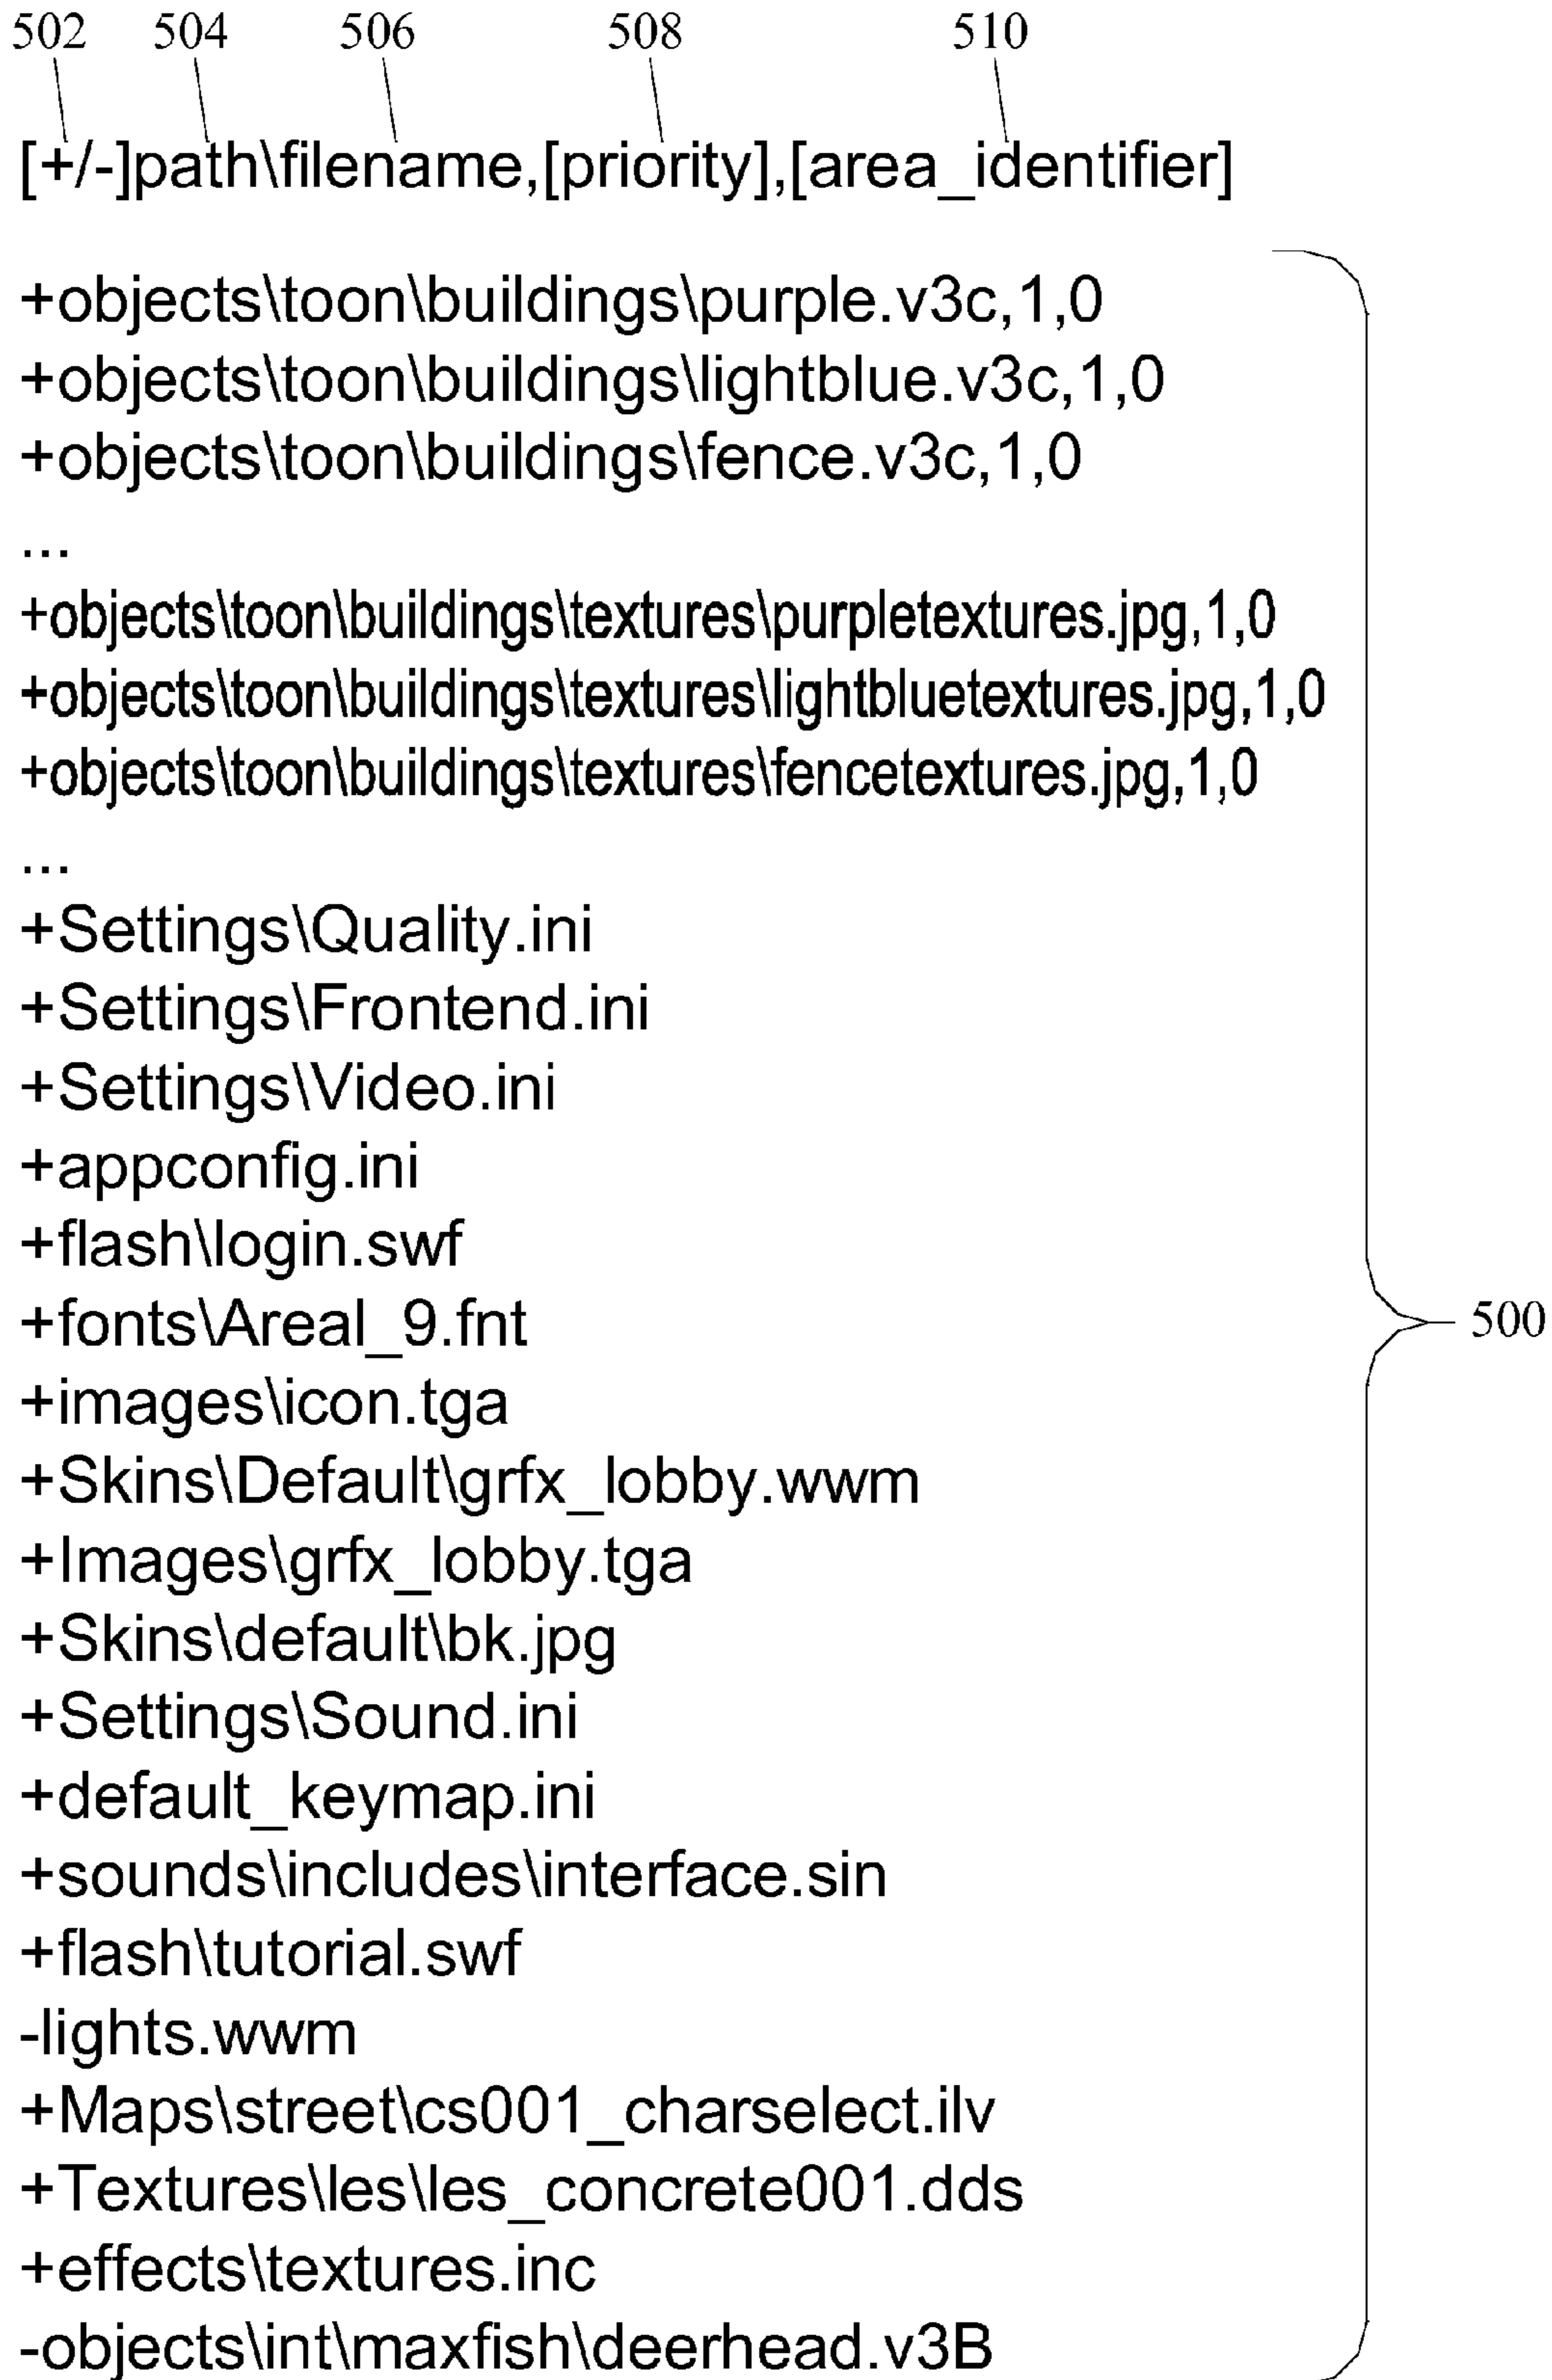 502 504 506 508 510
[+/-]path\filename,[priority],[area_identifier]
+objects\toon\buildings\purple.v3c,1,0
+objects\toon\buildings\lightblue.v3c,1,0
+objects\toon\buildings\fence.v3c,1,0
...
+objects\toon\buildings\textures\purpletextures.jpg,1,0
+objects\toon\buildings\textures\lightbluetextures.jpg,1,0
+objects\toon\buildings\textures\fencetextures.jpg,1,0
...
+Settings\Quality.ini
+Settings\Frontend.ini
+Settings\Video.ini
+appconfig.ini
+flash\login.swf
+fonts\Areal_9.fnt
500
+images\icon.tga
+Skins\Default\grfx_lobby.wwm
+Images\grfx_lobby.tga
+Skins\default\bk.jpg
+Settings\Sound.ini
+default_keymap.ini
+sounds\includes\interface.sin
+flash\tutorial.swf
-lights.wwm
+Maps\street\cs001_charselect.ilv
+Textures\les\les_concrete001.dds
+effects\textures.inc
-objects\int\maxfish\deerhead.v3B